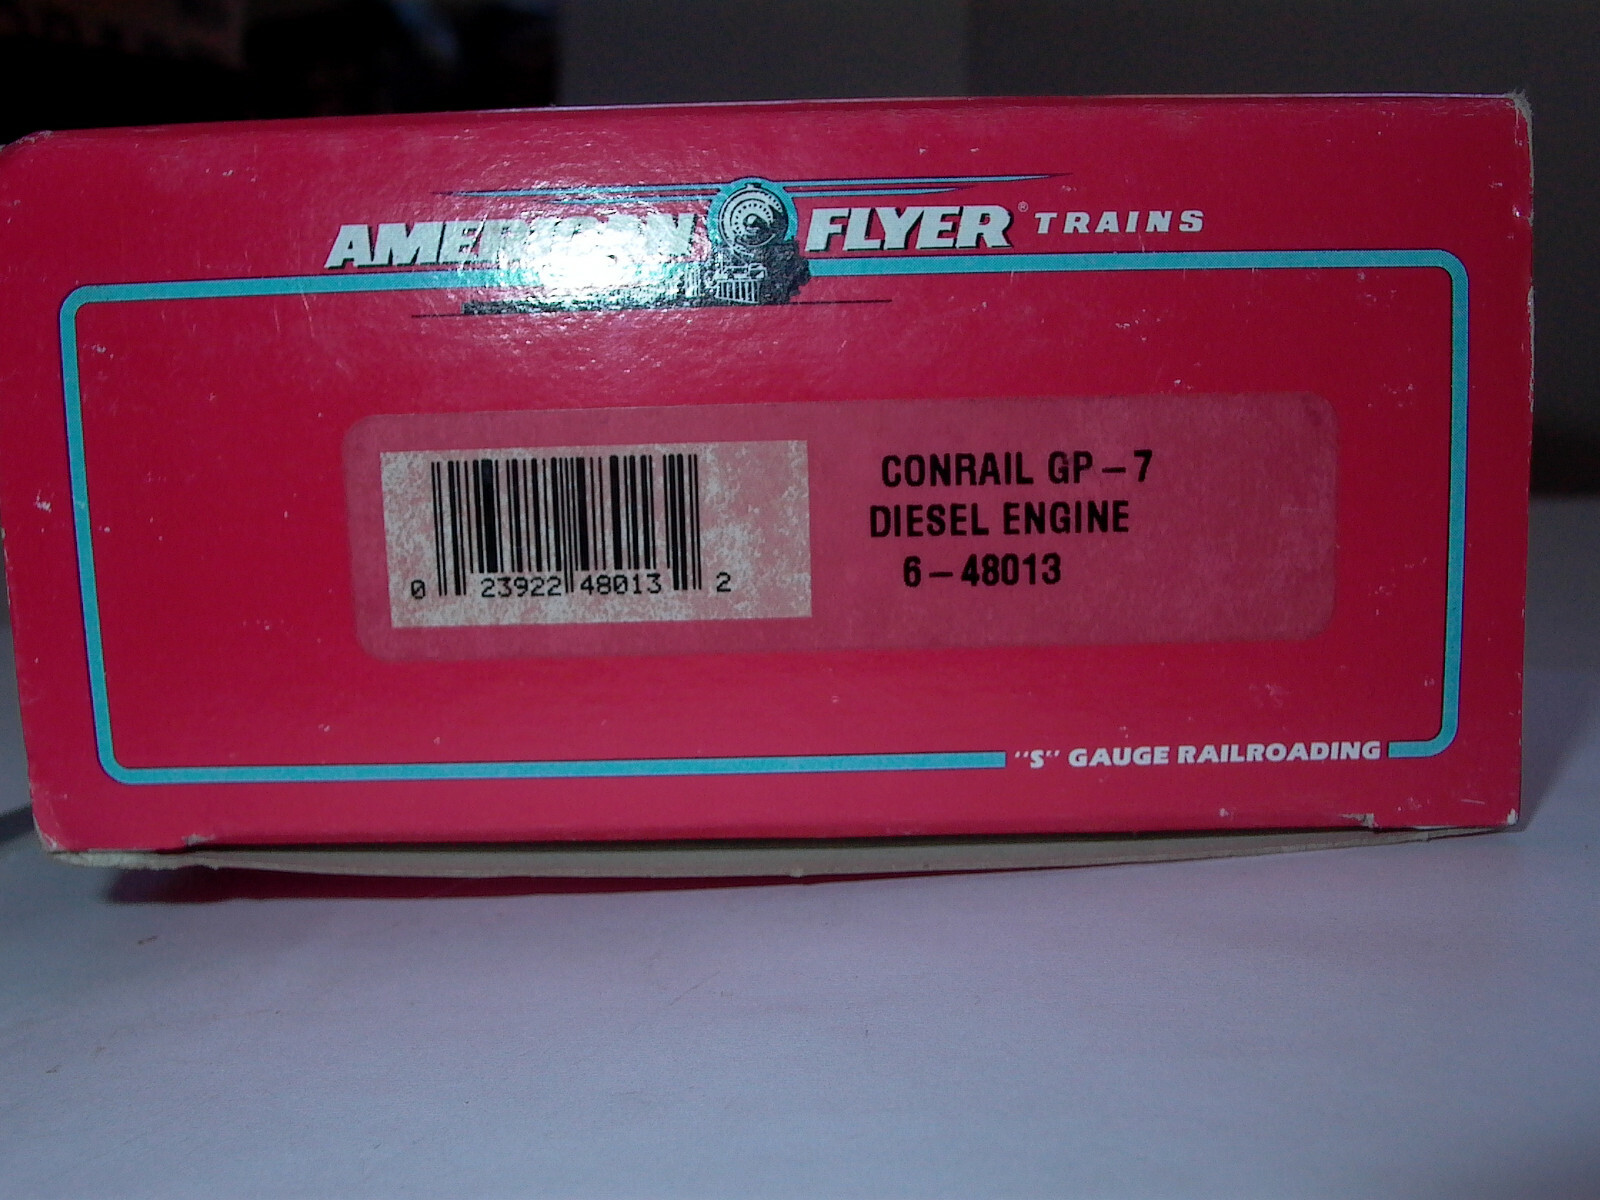 AMERICAN FLYER® TRAINS
CONRAIL GP-7
DIESEL ENGINE
6-48013
0 23922 48013 2
"S" GAUGE RAILROADING